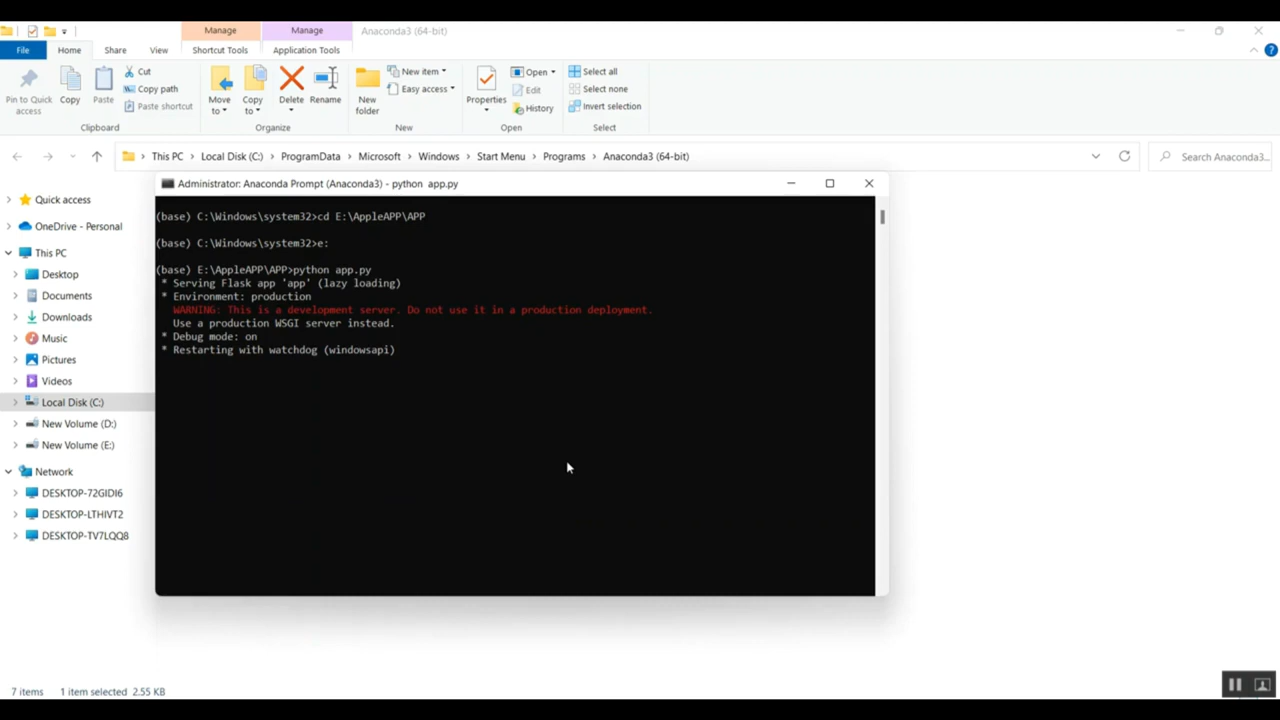 Manage
Manage
Anaconda3 (64-bit)
File
Home
Share
View
Shortcut Tools
Application Tools
Pin to Quick access
Copy
Paste
Cut
Copy path
Paste shortcut
Clipboard
Move to
Copy to
Delete
Rename
Organize
New folder
New item
Easy access
New
Properties
Open
Edit
History
Open
Select all
Select none
Invert selection
Select
This PC > Local Disk (C:) > ProgramData > Microsoft > Windows > Start Menu > Programs > Anaconda3 (64-bit)
Search Anaconda3...
Quick access
OneDrive - Personal
This PC
Desktop
Documents
Downloads
Music
Pictures
Videos
Local Disk (C:)
New Volume (D:)
New Volume (E:)
Network
DESKTOP-72GIDI6
DESKTOP-LTHIVT2
DESKTOP-TV7LQQ8
Administrator: Anaconda Prompt (Anaconda3) - python app.py
(base) C:\Windows\system32>cd E:\AppleAPP\APP
(base) C:\Windows\system32>e:
(base) E:\AppleAPP\APP>python app.py
* Serving Flask app 'app' (lazy loading)
* Environment: production
WARNING: This is a development server. Do not use it in a production deployment.
Use a production WSGI server instead.
* Debug mode: on
* Restarting with watchdog (windowsapi)
7 items
1 item selected 2.55 KB